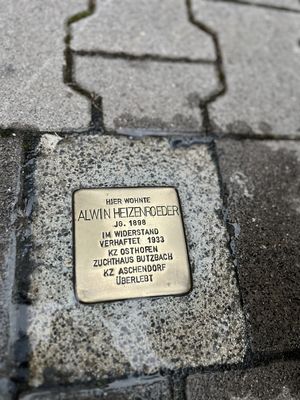 HIER WOHNTE
ALWIN HEIZENROEDER
JG. 1898
IM WIDERSTAND
VERHAFTET 1933
KZ OSTHOFEN
ZUCHTHAUS BUTZBACH
KZ ASCHENDORF
ÜBERLEBT